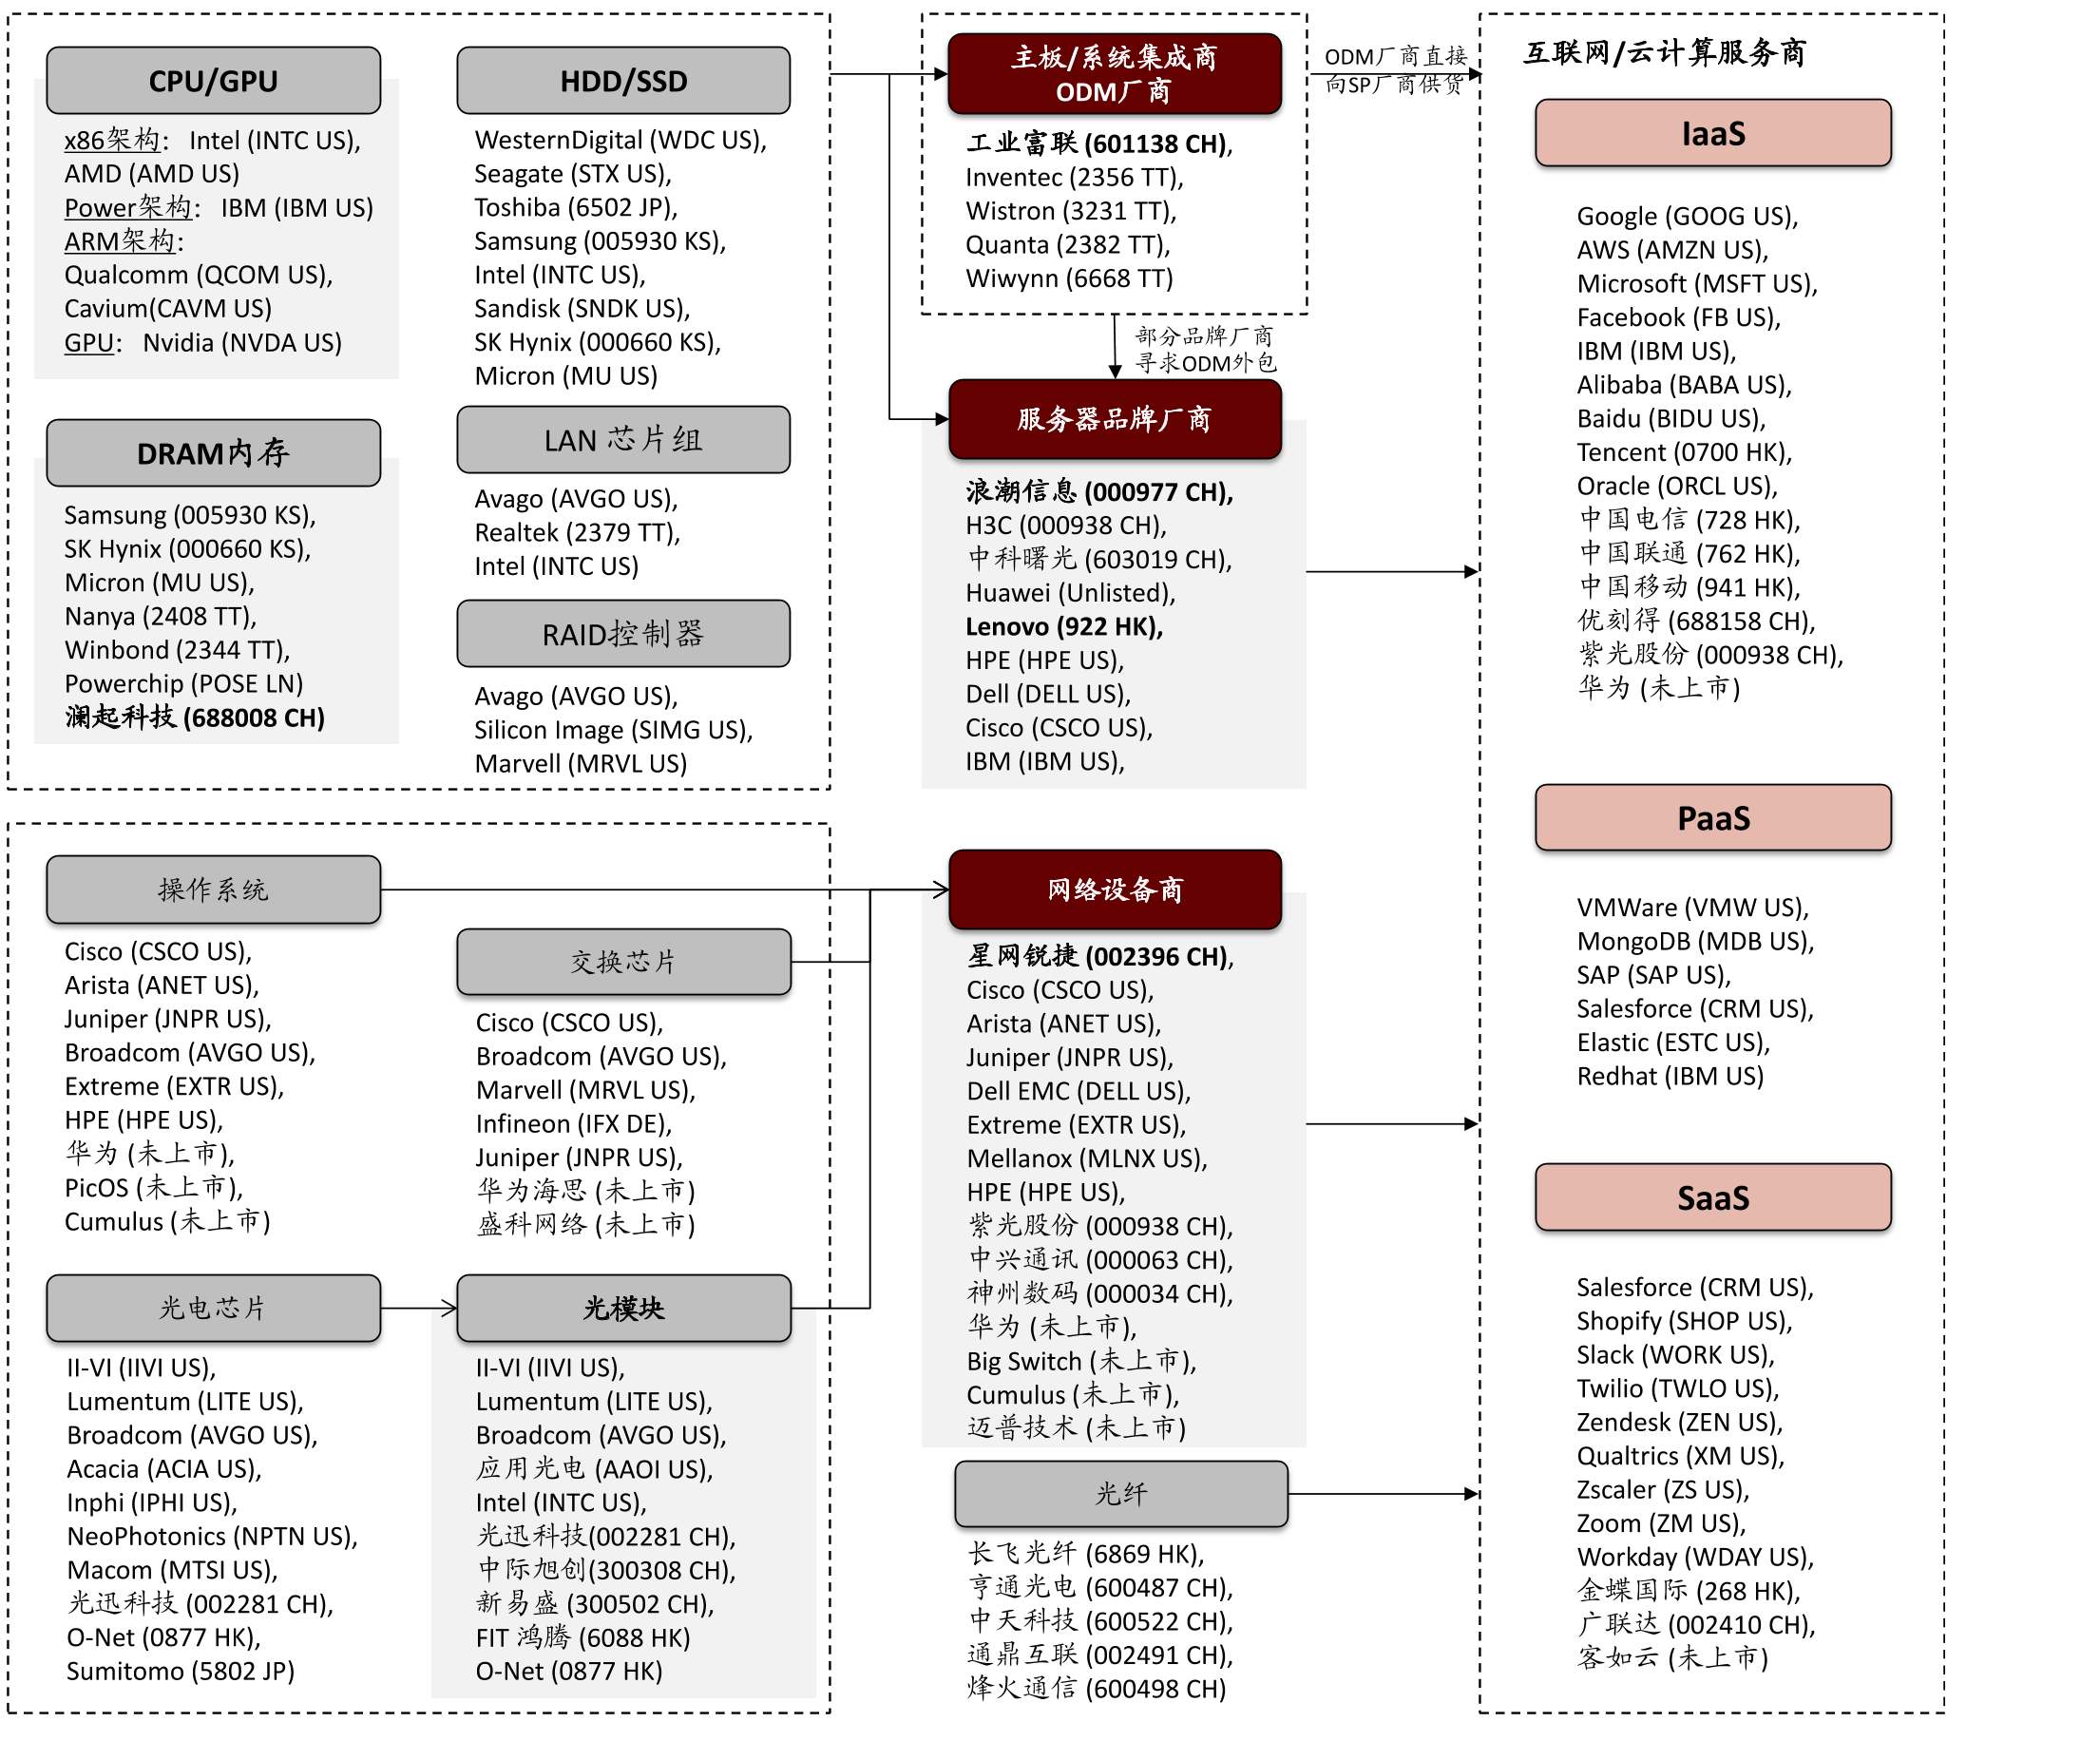 CPU/GPU
x86架构： Intel (INTC US),
AMD (AMD US)
Power架构： IBM (IBM US)
ARM架构:
Qualcomm (QCOM US),
Cavium(CAVM US)
GPU： Nvidia (NVDA US)
DRAM内存
Samsung (005930 KS),
SK Hynix (000660 KS),
Micron (MU US),
Nanya (2408 TT),
Winbond (2344 TT),
Powerchip (POSE LN)
澜起科技 (688008 CH)
HDD/SSD
WesternDigital (WDC US),
Seagate (STX US),
Toshiba (6502 JP),
Samsung (005930 KS),
Intel (INTC US),
Sandisk (SNDK US),
SK Hynix (000660 KS),
Micron (MU US)
LAN 芯片组
Avago (AVGO US),
Realtek (2379 TT),
Intel (INTC US)
RAID控制器
Avago (AVGO US),
Silicon Image (SIMG US),
Marvell (MRVL US)
主板/系统集成商
ODM厂商
工业富联 (601138 CH),
Inventec (2356 TT),
Wistron (3231 TT),
Quanta (2382 TT),
Wiwynn (6668 TT)
ODM厂商直接
向SP厂商供货
部分品牌厂商
寻求ODM外包
服务器品牌厂商
浪潮信息 (000977 CH),
H3C (000938 CH),
中科曙光 (603019 CH),
Huawei (Unlisted),
Lenovo (922 HK),
HPE (HPE US),
Dell (DELL US),
Cisco (CSCO US),
IBM (IBM US),
操作系统
Cisco (CSCO US),
Arista (ANET US),
Juniper (JNPR US),
Broadcom (AVGO US),
Extreme (EXTR US),
HPE (HPE US),
华为 (未上市),
PicOS (未上市),
Cumulus (未上市)
交换芯片
Cisco (CSCO US),
Broadcom (AVGO US),
Marvell (MRVL US),
Infineon (IFX DE),
Juniper (JNPR US),
华为海思 (未上市)
盛科网络 (未上市)
光电芯片
II-VI (IIVI US),
Lumentum (LITE US),
Broadcom (AVGO US),
Acacia (ACIA US),
Inphi (IPHI US),
NeoPhotonics (NPTN US),
Macom (MTSI US),
光迅科技 (002281 CH),
O-Net (0877 HK),
Sumitomo (5802 JP)
光模块
II-VI (IIVI US),
Lumentum (LITE US),
Broadcom (AVGO US),
应用光电 (AAOI US),
Intel (INTC US),
光迅科技(002281 CH),
中际旭创(300308 CH),
新易盛 (300502 CH),
FIT 鸿腾 (6088 HK)
O-Net (0877 HK)
网络设备商
星网锐捷 (002396 CH),
Cisco (CSCO US),
Arista (ANET US),
Juniper (JNPR US),
Dell EMC (DELL US),
Extreme (EXTR US),
Mellanox (MLNX US),
HPE (HPE US),
紫光股份 (000938 CH),
中兴通讯 (000063 CH),
神州数码 (000034 CH),
华为 (未上市),
Big Switch (未上市),
Cumulus (未上市),
迈普技术 (未上市)
光纤
长飞光纤 (6869 HK),
亨通光电 (600487 CH),
中天科技 (600522 CH),
通鼎互联 (002491 CH),
烽火通信 (600498 CH)
互联网/云计算服务商
IaaS
Google (GOOG US),
AWS (AMZN US),
Microsoft (MSFT US),
Facebook (FB US),
IBM (IBM US),
Alibaba (BABA US),
Baidu (BIDU US),
Tencent (0700 HK),
Oracle (ORCL US),
中国电信 (728 HK),
中国联通 (762 HK),
中国移动 (941 HK),
优刻得 (688158 CH),
紫光股份 (000938 CH),
华为 (未上市)
PaaS
VMWare (VMW US),
MongoDB (MDB US),
SAP (SAP US),
Salesforce (CRM US),
Elastic (ESTC US),
Redhat (IBM US)
SaaS
Salesforce (CRM US),
Shopify (SHOP US),
Slack (WORK US),
Twilio (TWLO US),
Zendesk (ZEN US),
Qualtrics (XM US),
Zscaler (ZS US),
Zoom (ZM US),
Workday (WDAY US),
金蝶国际 (268 HK),
广联达 (002410 CH),
客如云 (未上市)